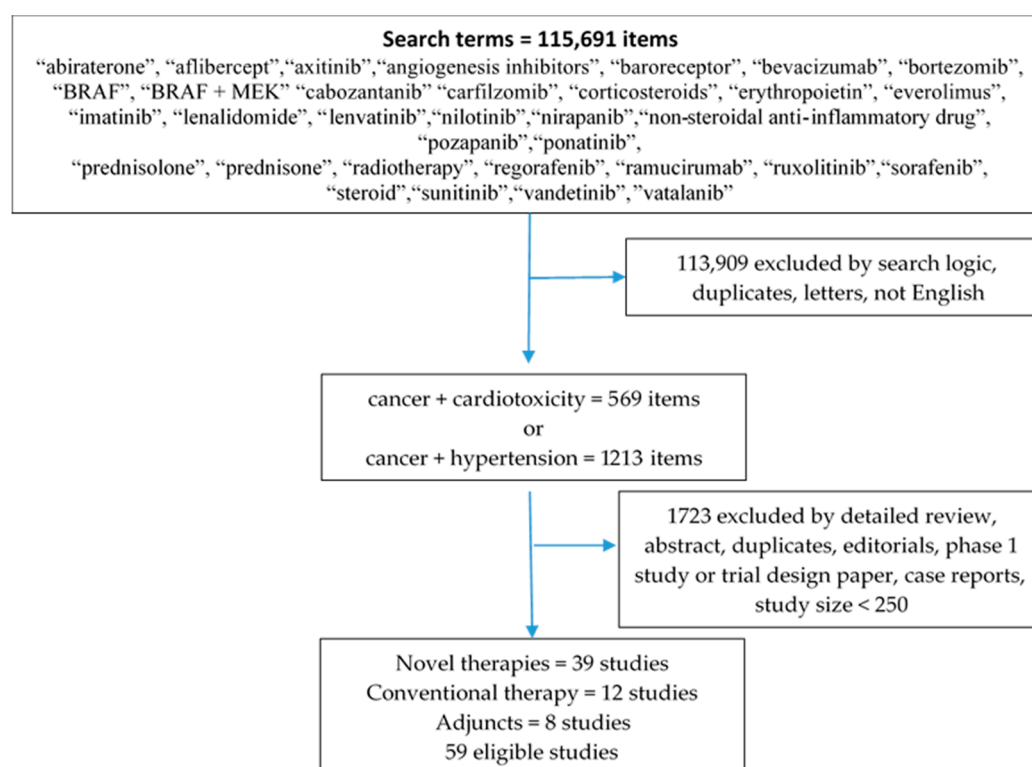 Search terms = 115,691 items
“abiraterone”, “aflibercept”,“axitinib”,“angiogenesis inhibitors”, “baroreceptor”, “bevacizumab”, “bortezomib”,
“BRAF”, “BRAF + MEK” “cabozantanib” “carfilzomib”, “corticosteroids”, “erythropoietin”, “everolimus”,
“imatinib”, “lenalidomide”, “lenvatinib”,“nilotinib”,“nirapanib”,“non-steroidal anti-inflammatory drug”,
“pozapanib”,“ponatinib”,
“prednisolone”, “prednisone”, “radiotherapy”, “regorafenib”, “ramucirumab”, “ruxolitinib”,“sorafenib”,
“steroid”,“sunitinib”,“vandetinib”,”vatalanib”
113,909 excluded by search logic,
duplicates, letters, not English
cancer + cardiotoxicity = 569 items
or
cancer + hypertension = 1213 items
1723 excluded by detailed review,
abstract, duplicates, editorials, phase 1
study or trial design paper, case reports,
study size < 250
Novel therapies = 39 studies
Conventional therapy = 12 studies
Adjuncts = 8 studies
59 eligible studies